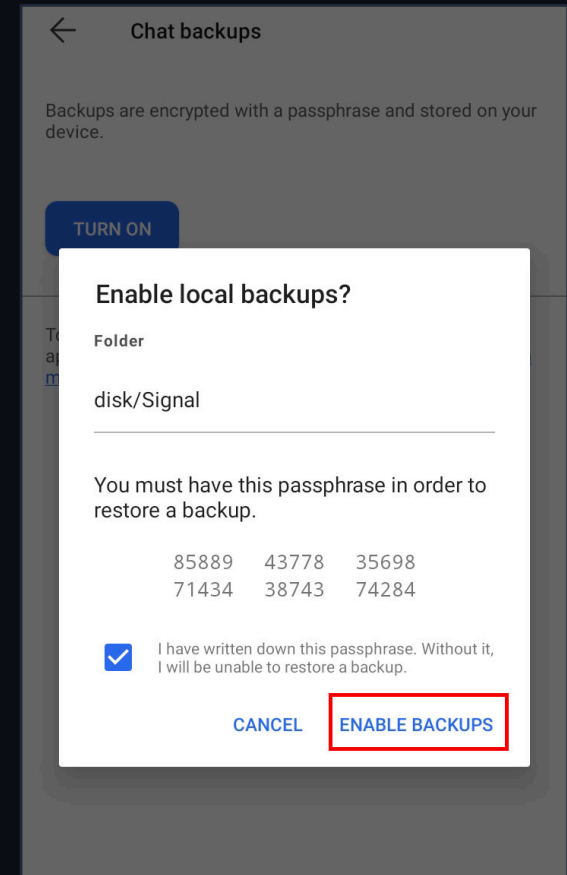 Chat backups
Backups are encrypted with a passphrase and stored on your
device.
TURN ON
Enable local backups?
Folder
disk/Signal
You must have this passphrase in order to
restore a backup.
85889 43778 35698
71434 38743 74284
I have written down this passphrase. Without it,
I will be unable to restore a backup.
CANCEL ENABLE BACKUPS